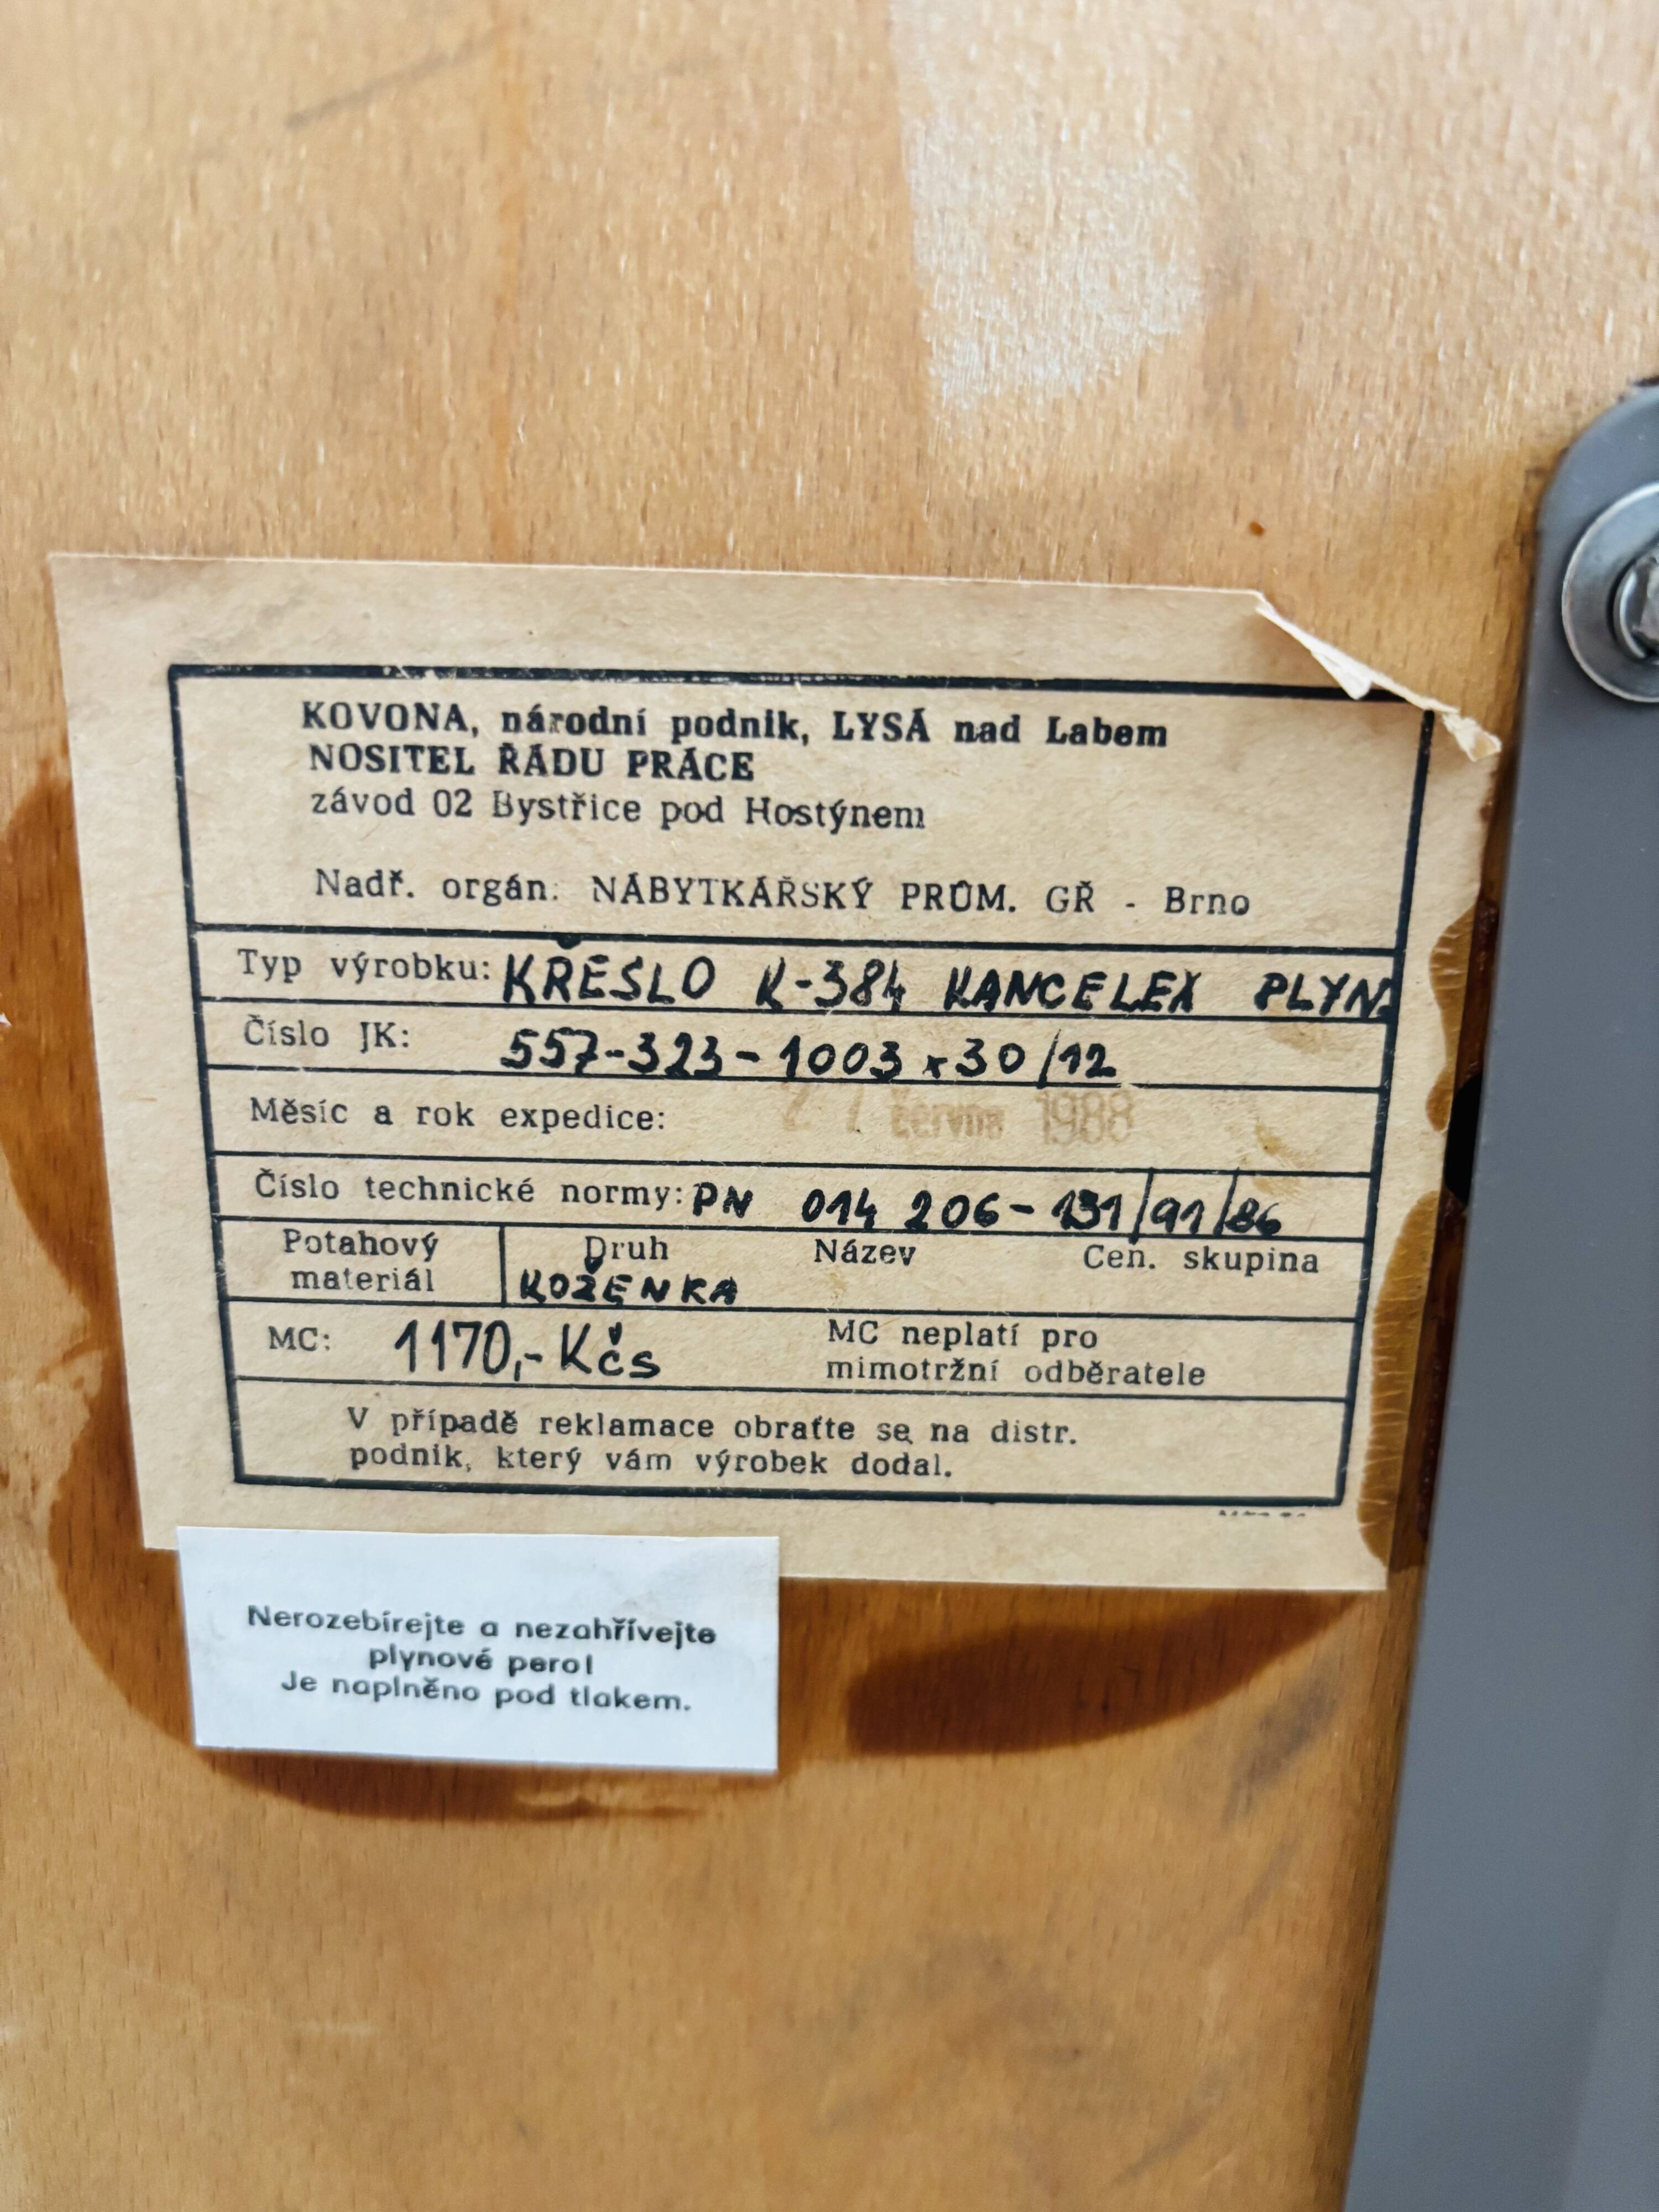 KOVONA, národní podnik, LYSÁ nad Labem
NOSITEL ŘÁDU PRÁCE
závod 02 Bystřice pod Hostýnem
Nadř. orgán: NÁBYTKÁŘSKÝ PRŮM. GŘ - Brno
Typ výrobku: KŘESLO K-384 KANCELEX PLYN.
Číslo JK: 557-323-1003 x 30/12
Měsíc a rok expedice: června 1988
Číslo technické normy: PN 014 206-131/91/86
Potahový materiál Druh Název Cen. skupina
KOŽENKA
MC: 1170,- Kčs MC neplatí pro
mimotržní odběratele
V případě reklamace obraťte se na distr.
podnik, který vám výrobek dodal.
Nerozebírejte a nezahřívejte
plynové pero!
Je naplněno pod tlakem.